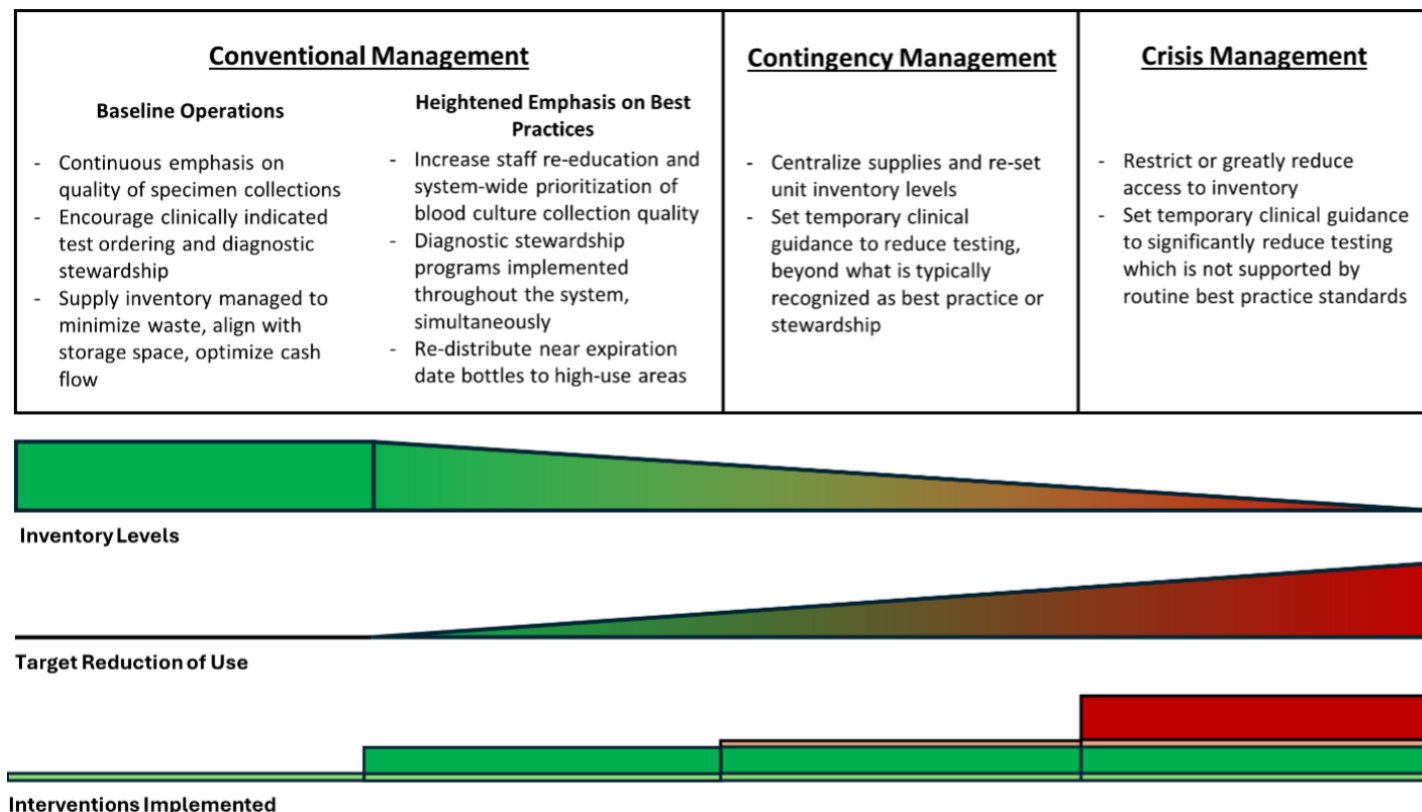 Conventional Management
Baseline Operations
- Continuous emphasis on
quality of specimen collections
- Encourage clinically indicated
test ordering and diagnostic
stewardship
- Supply inventory managed to
minimize waste, align with
storage space, optimize cash
flow
Heightened Emphasis on Best
Practices
- Increase staff re-education and
system-wide prioritization of
blood culture collection quality
- Diagnostic stewardship
programs implemented
throughout the system,
simultaneously
- Re-distribute near expiration
date bottles to high-use areas
Contingency Management
- Centralize supplies and re-set
unit inventory levels
- Set temporary clinical
guidance to reduce testing,
beyond what is typically
recognized as best practice or
stewardship
Crisis Management
- Restrict or greatly reduce
access to inventory
- Set temporary clinical guidance
to significantly reduce testing
which is not supported by
routine best practice standards
Inventory Levels
Target Reduction of Use
Interventions Implemented